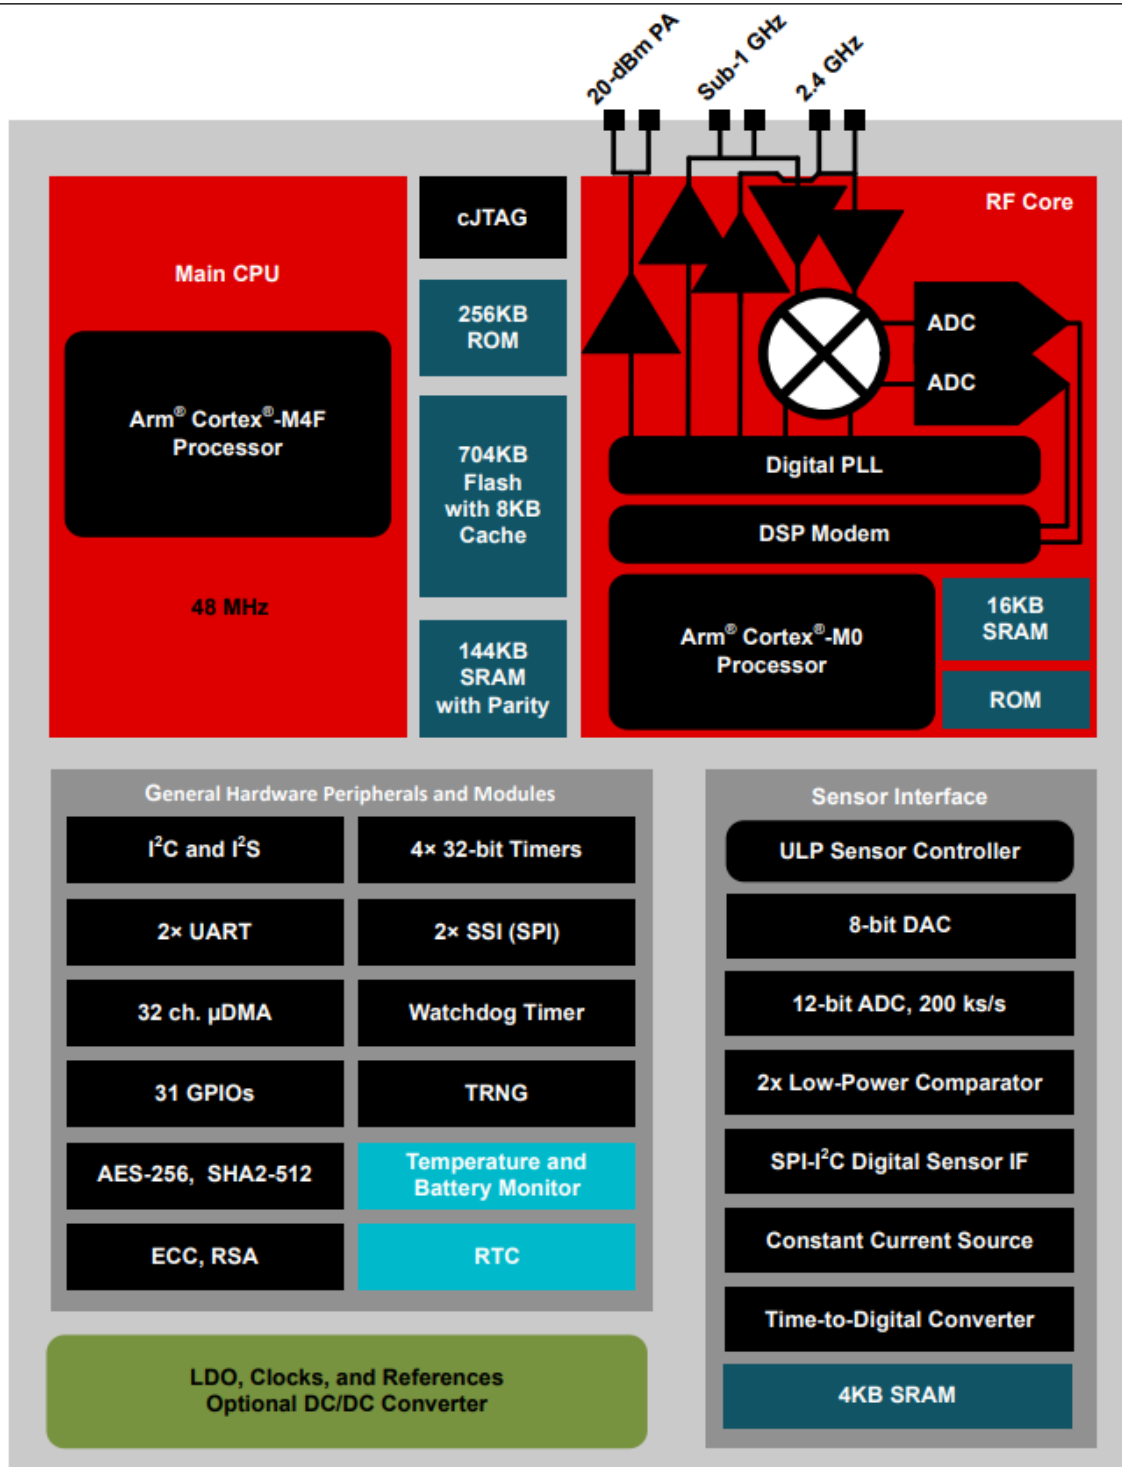 20-dBm PA
Sub-1 GHz
2.4 GHz
Main CPU
Arm® Cortex®-M4F
Processor
48 MHz
cJTAG
256KB
ROM
704KB
Flash
with 8KB
Cache
144KB
SRAM
with Parity
RF Core
ADC
ADC
Digital PLL
DSP Modem
Arm® Cortex®-M0
Processor
16KB
SRAM
ROM
General Hardware Peripherals and Modules
I²C and I²S
4× 32-bit Timers
2× UART
2× SSI (SPI)
32 ch. µDMA
Watchdog Timer
31 GPIOs
TRNG
AES-256, SHA2-512
Temperature and
Battery Monitor
ECC, RSA
RTC
LDO, Clocks, and References
Optional DC/DC Converter
Sensor Interface
ULP Sensor Controller
8-bit DAC
12-bit ADC, 200 ks/s
2x Low-Power Comparator
SPI-I²C Digital Sensor IF
Constant Current Source
Time-to-Digital Converter
4KB SRAM